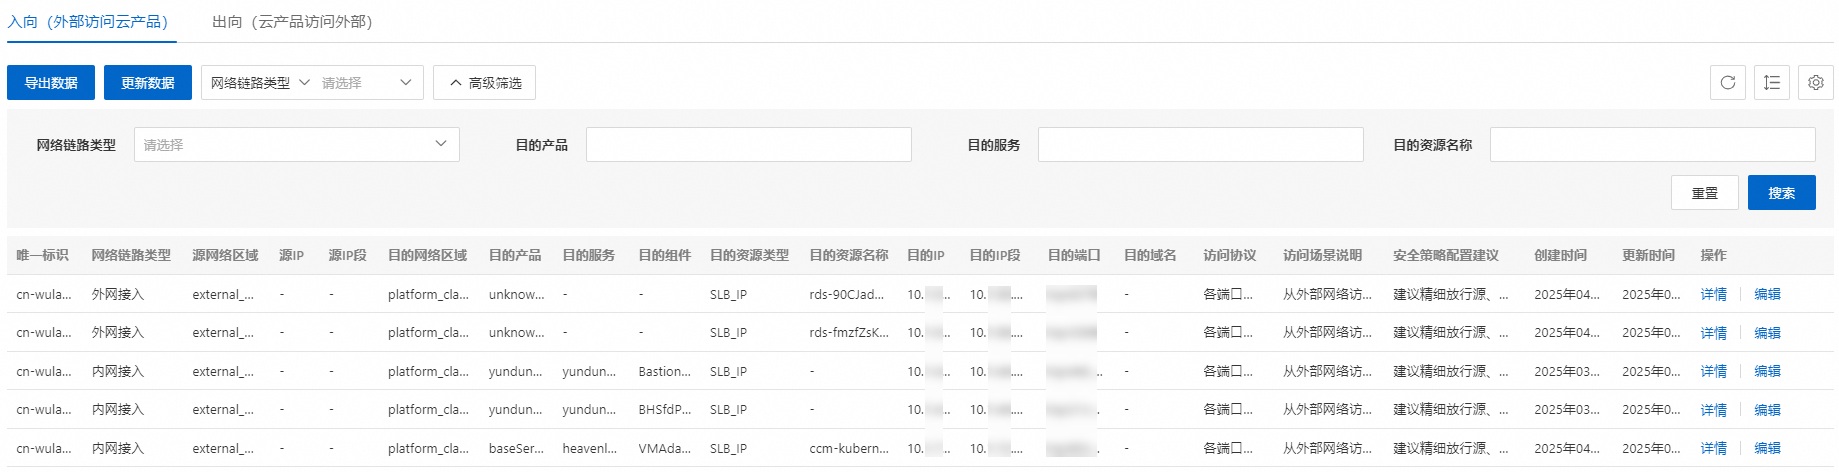 入向（外部访问云产品） 出向（云产品访问外部）
导出数据 更新数据 网络链路类型 请选择 高级筛选
网络链路类型 请选择 目的产品 目的服务 目的资源名称
重置 搜索
唯一标识 网络链路类型 源网络区域 源IP 源IP段 目的网络区域 目的产品 目的服务 目的组件 目的资源类型 目的资源名称 目的IP 目的IP段 目的端口 目的域名 访问协议 访问场景说明 安全策略配置建议 创建时间 更新时间 操作
cn-wula... 外网接入 external_... - - platform_cla... unknow... - - SLB_IP rds-90CJad... 10. ... 10. .... - 各端口... 从外部网络访... 建议精细放行源、... 2025年04... 2025年0... 详情 编辑
cn-wula... 外网接入 external_... - - platform_cla... unknow... - - SLB_IP rds-fmzfZsK... 10. ... 10. .... - 各端口... 从外部网络访... 建议精细放行源、... 2025年04... 2025年0... 详情 编辑
cn-wula... 内网接入 external_... - - platform_cla... yundun... yundun... Bastion... SLB_IP - 10. ... 10. .... ... - 各端口... 从外部网络访... 建议精细放行源、... 2025年03... 2025年0... 详情 编辑
cn-wula... 内网接入 external_... - - platform_cla... yundun... yundun... BHSfdP... SLB_IP - 10. ... 10. .... ... - 各端口... 从外部网络访... 建议精细放行源、... 2025年03... 2025年0... 详情 编辑
cn-wula... 内网接入 external_... - - platform_cla... baseSer... heavenl... VMAda... SLB_IP ccm-kubern... 10. ... 10. .... ... - 各端口... 从外部网络访... 建议精细放行源、... 2025年04... 2025年0... 详情 编辑